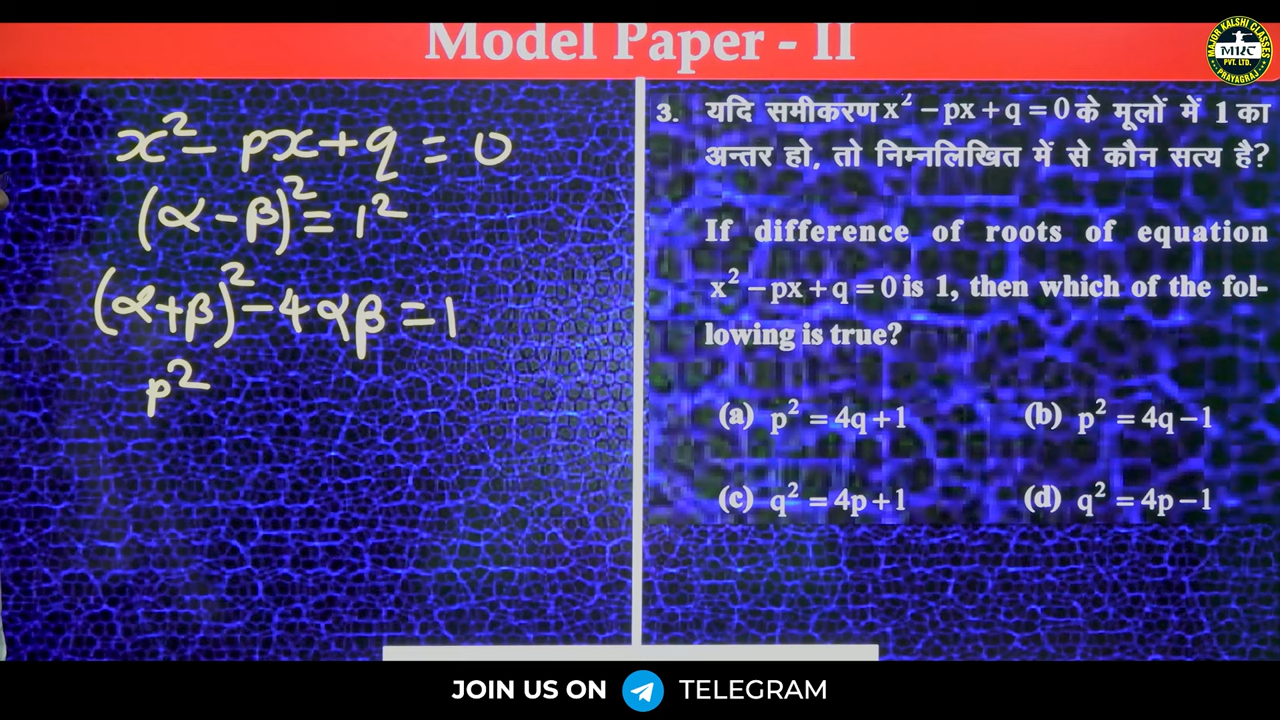 Model Paper - II
MAJOR KALSHI CLASSES
MKC
PVT. LTD.
PRAYAGRAJ
x² - px + q = 0
(α - β)² = 1²
(α + β)² - 4αβ = 1
p²
3. यदि समीकरण x² - px + q = 0 के मूलों में 1 का
अन्तर हो, तो निम्नलिखित में से कौन सत्य है?
If difference of roots of equation
x² - px + q = 0 is 1, then which of the fol-
lowing is true?
(a) p² = 4q + 1 (b) p² = 4q - 1
(c) q² = 4p + 1 (d) q² = 4p - 1
JOIN US ON TELEGRAM